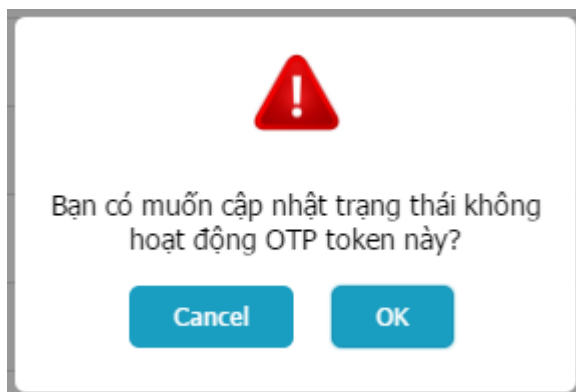 !
Bạn có muốn cập nhật trạng thái không
hoạt động OTP token này?
Cancel
OK